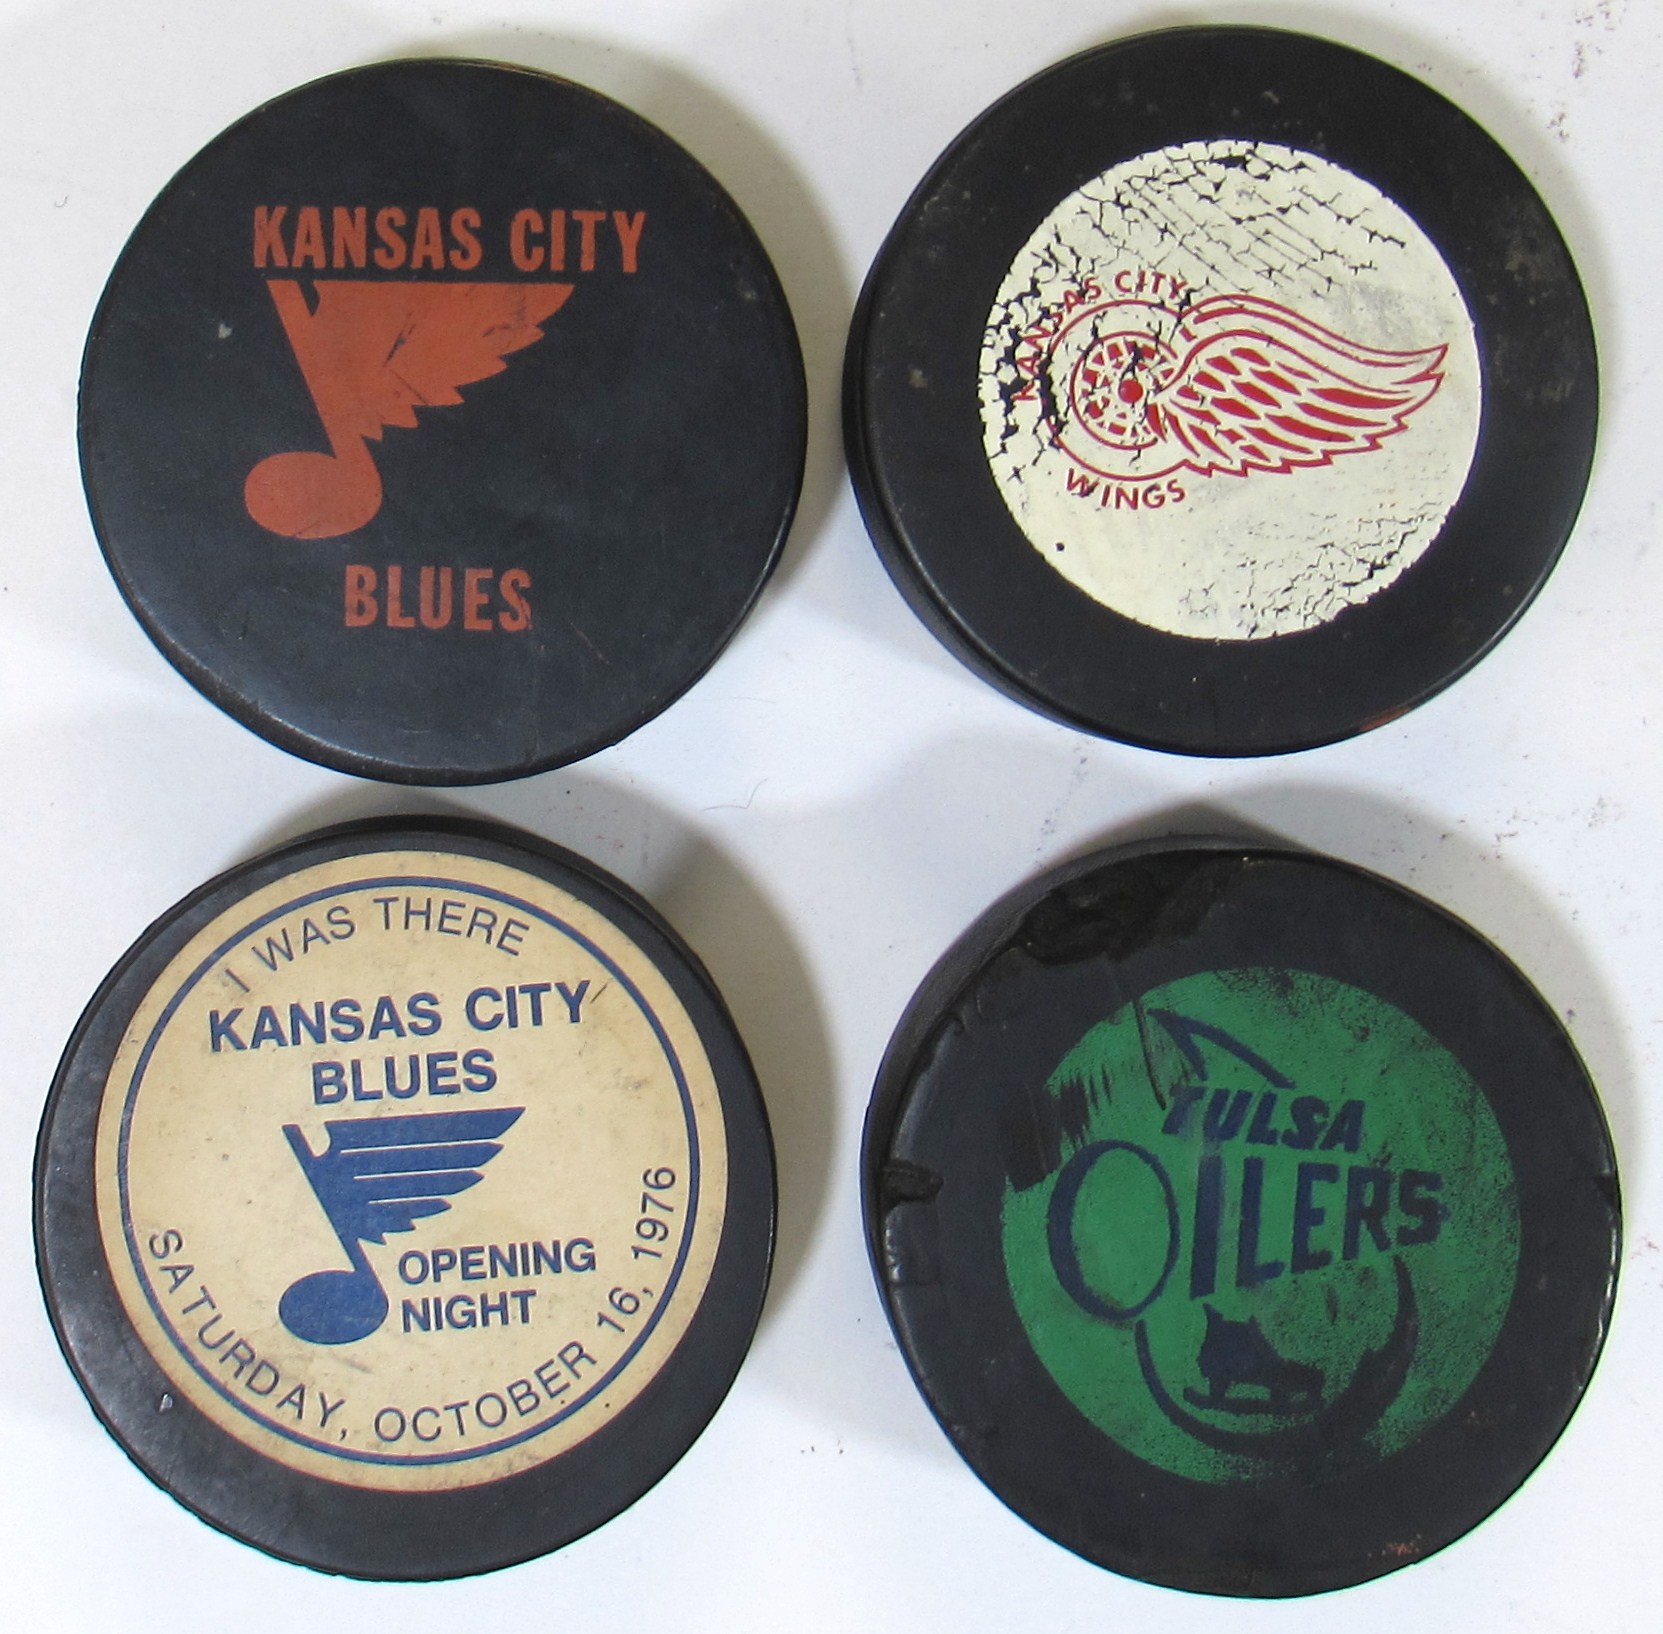 KANSAS CITY
BLUES
KANSAS CITY
WINGS
I WAS THERE
KANSAS CITY
BLUES
OPENING
NIGHT
SATURDAY, OCTOBER 16, 1976
TULSA
OILERS